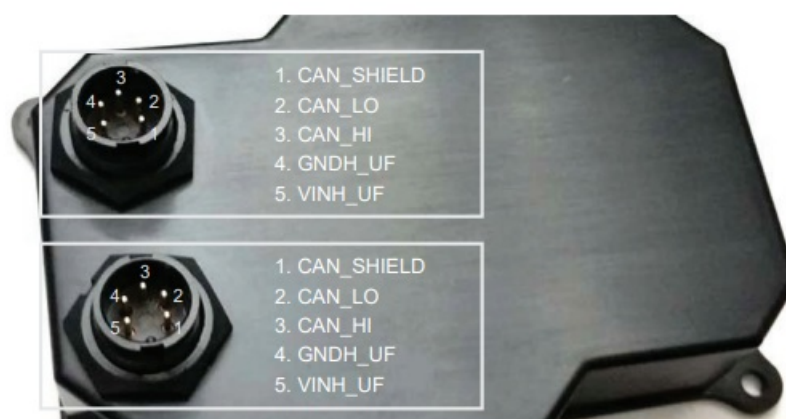 3
4 2
5 1
1. CAN_SHIELD
2. CAN_LO
3. CAN_HI
4. GNDH_UF
5. VINH_UF
3
4 2
5 1
1. CAN_SHIELD
2. CAN_LO
3. CAN_HI
4. GNDH_UF
5. VINH_UF